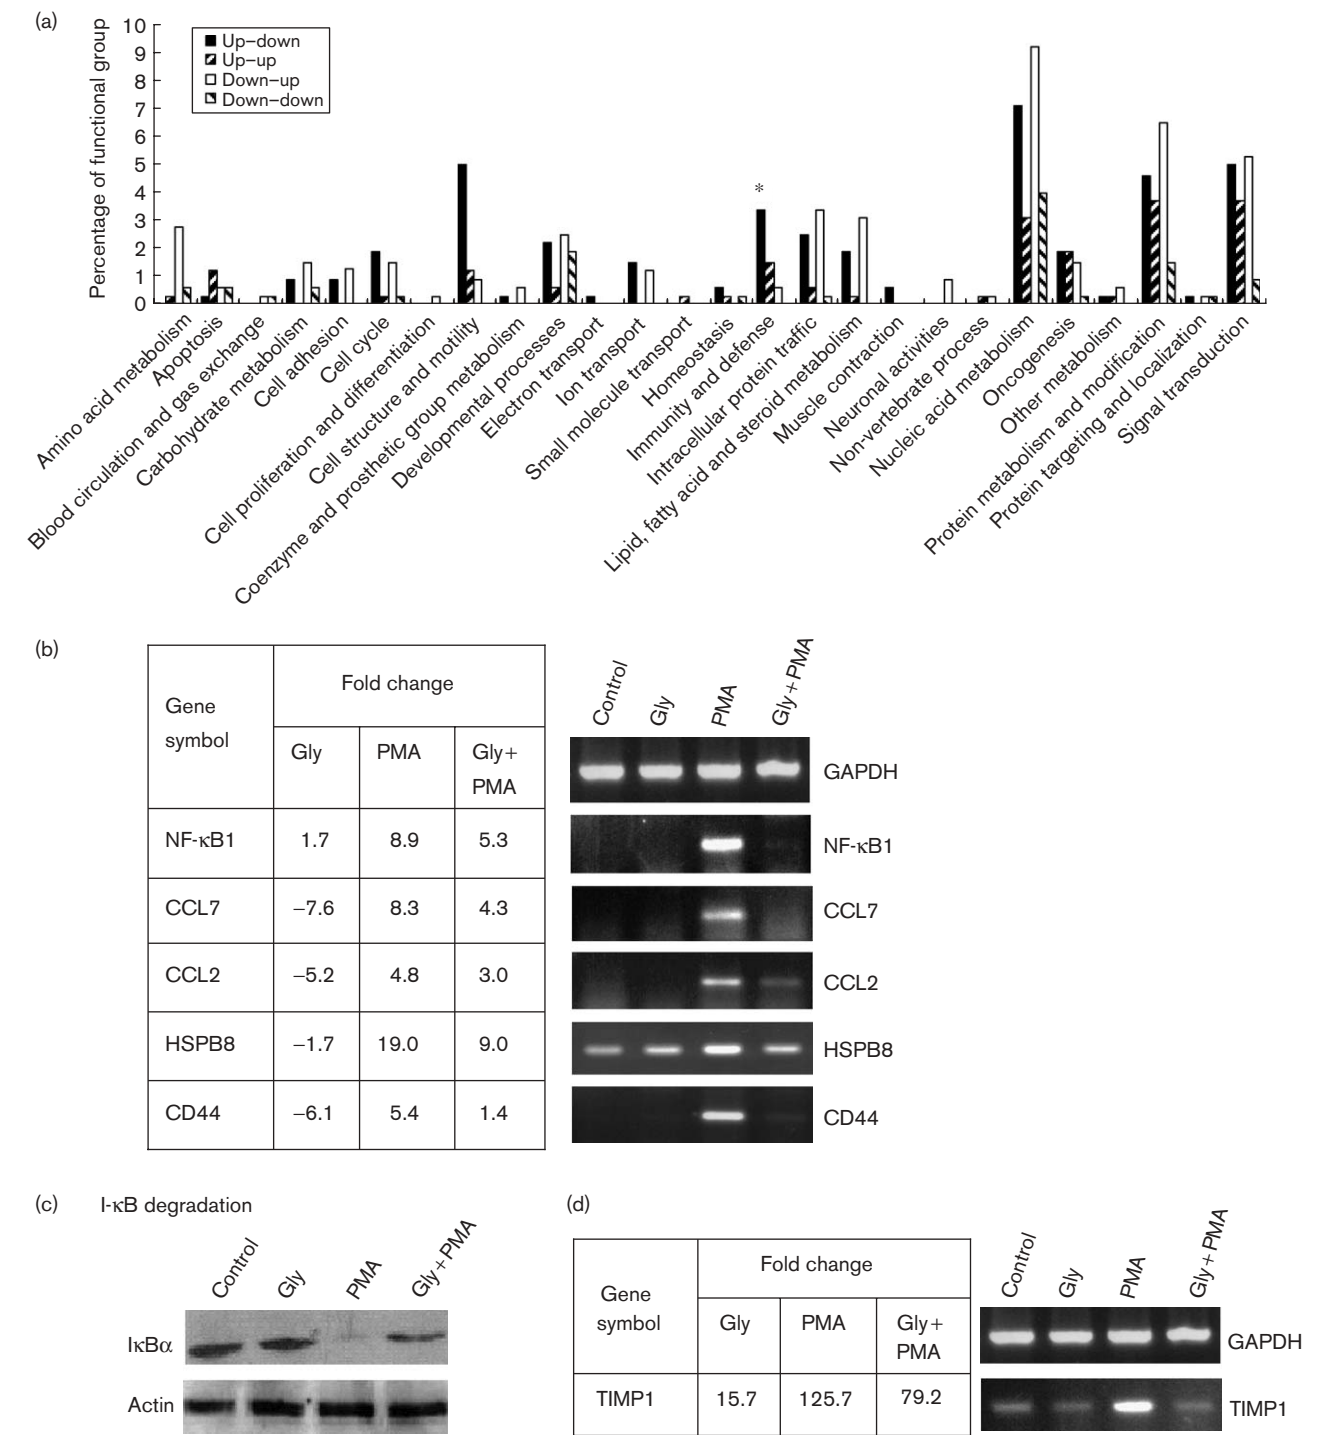 (a)
Percentage of functional group
10
9
8
7
6
5
4
3
2
1
0
Up–down
Up–up
Down–up
Down–down
*
Amino acid metabolism
Apoptosis
Blood circulation and gas exchange
Carbohydrate metabolism
Cell adhesion
Cell cycle
Cell proliferation and differentiation
Cell structure and motility
Coenzyme and prosthetic group metabolism
Developmental processes
Electron transport
Ion transport
Small molecule transport
Homeostasis
Immunity and defense
Intracellular protein traffic
Lipid, fatty acid and steroid metabolism
Muscle contraction
Neuronal activities
Non-vertebrate process
Nucleic acid metabolism
Oncogenesis
Other metabolism
Protein metabolism and modification
Protein targeting and localization
Signal transduction
(b)
Gene
symbol
Fold change
Gly PMA Gly+
PMA
NF-κB1 1.7 8.9 5.3
CCL7 –7.6 8.3 4.3
CCL2 –5.2 4.8 3.0
HSPB8 –1.7 19.0 9.0
CD44 –6.1 5.4 1.4
Control Gly PMA Gly+PMA
GAPDH
NF-κB1
CCL7
CCL2
HSPB8
CD44
(c) I-κB degradation
Control Gly PMA Gly+PMA
IκBα
Actin
(d)
Gene
symbol
Fold change
Gly PMA Gly+
PMA
TIMP1 15.7 125.7 79.2
Control Gly PMA Gly+PMA
GAPDH
TIMP1